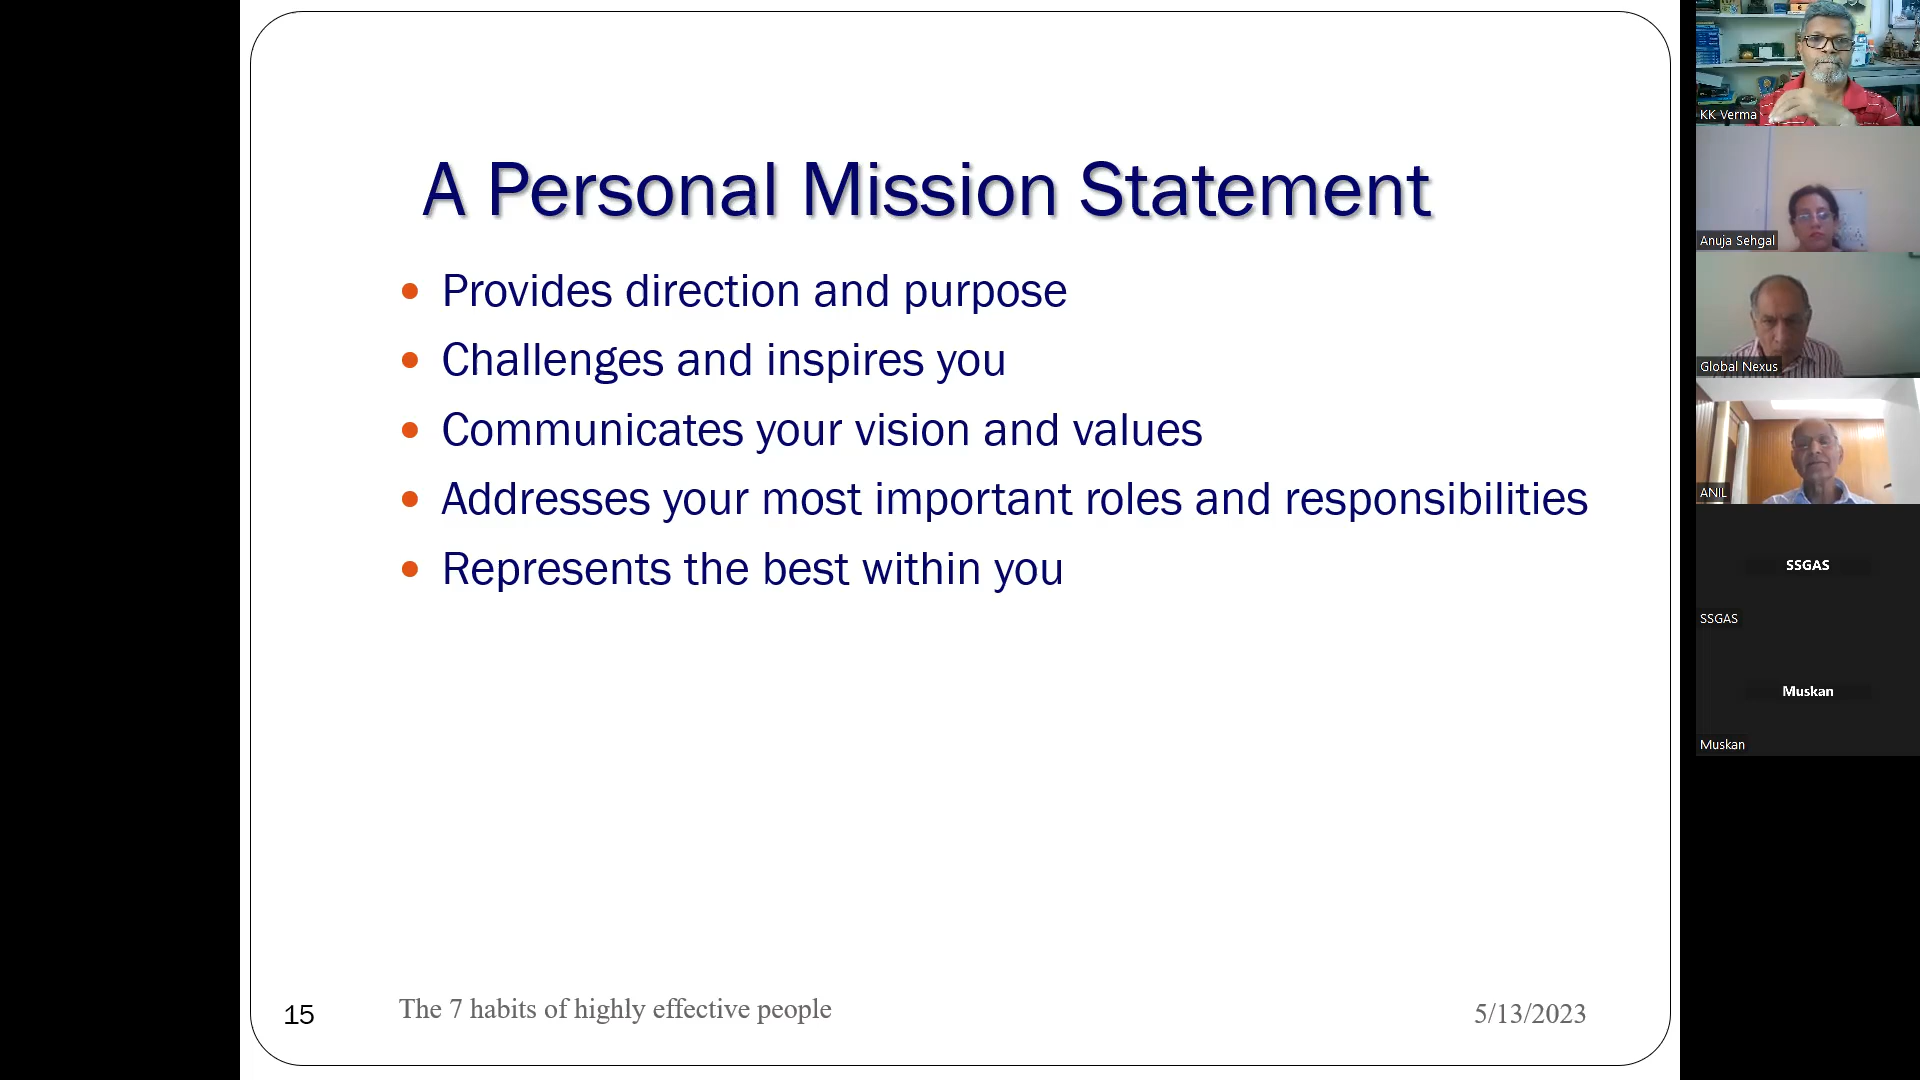 A Personal Mission Statement
• Provides direction and purpose
• Challenges and inspires you
• Communicates your vision and values
• Addresses your most important roles and responsibilities
• Represents the best within you
15
The 7 habits of highly effective people
5/13/2023
KK Verma
Anuja Sehgal
Global Nexus
ANIL
SSGAS
SSGAS
Muskan
Muskan